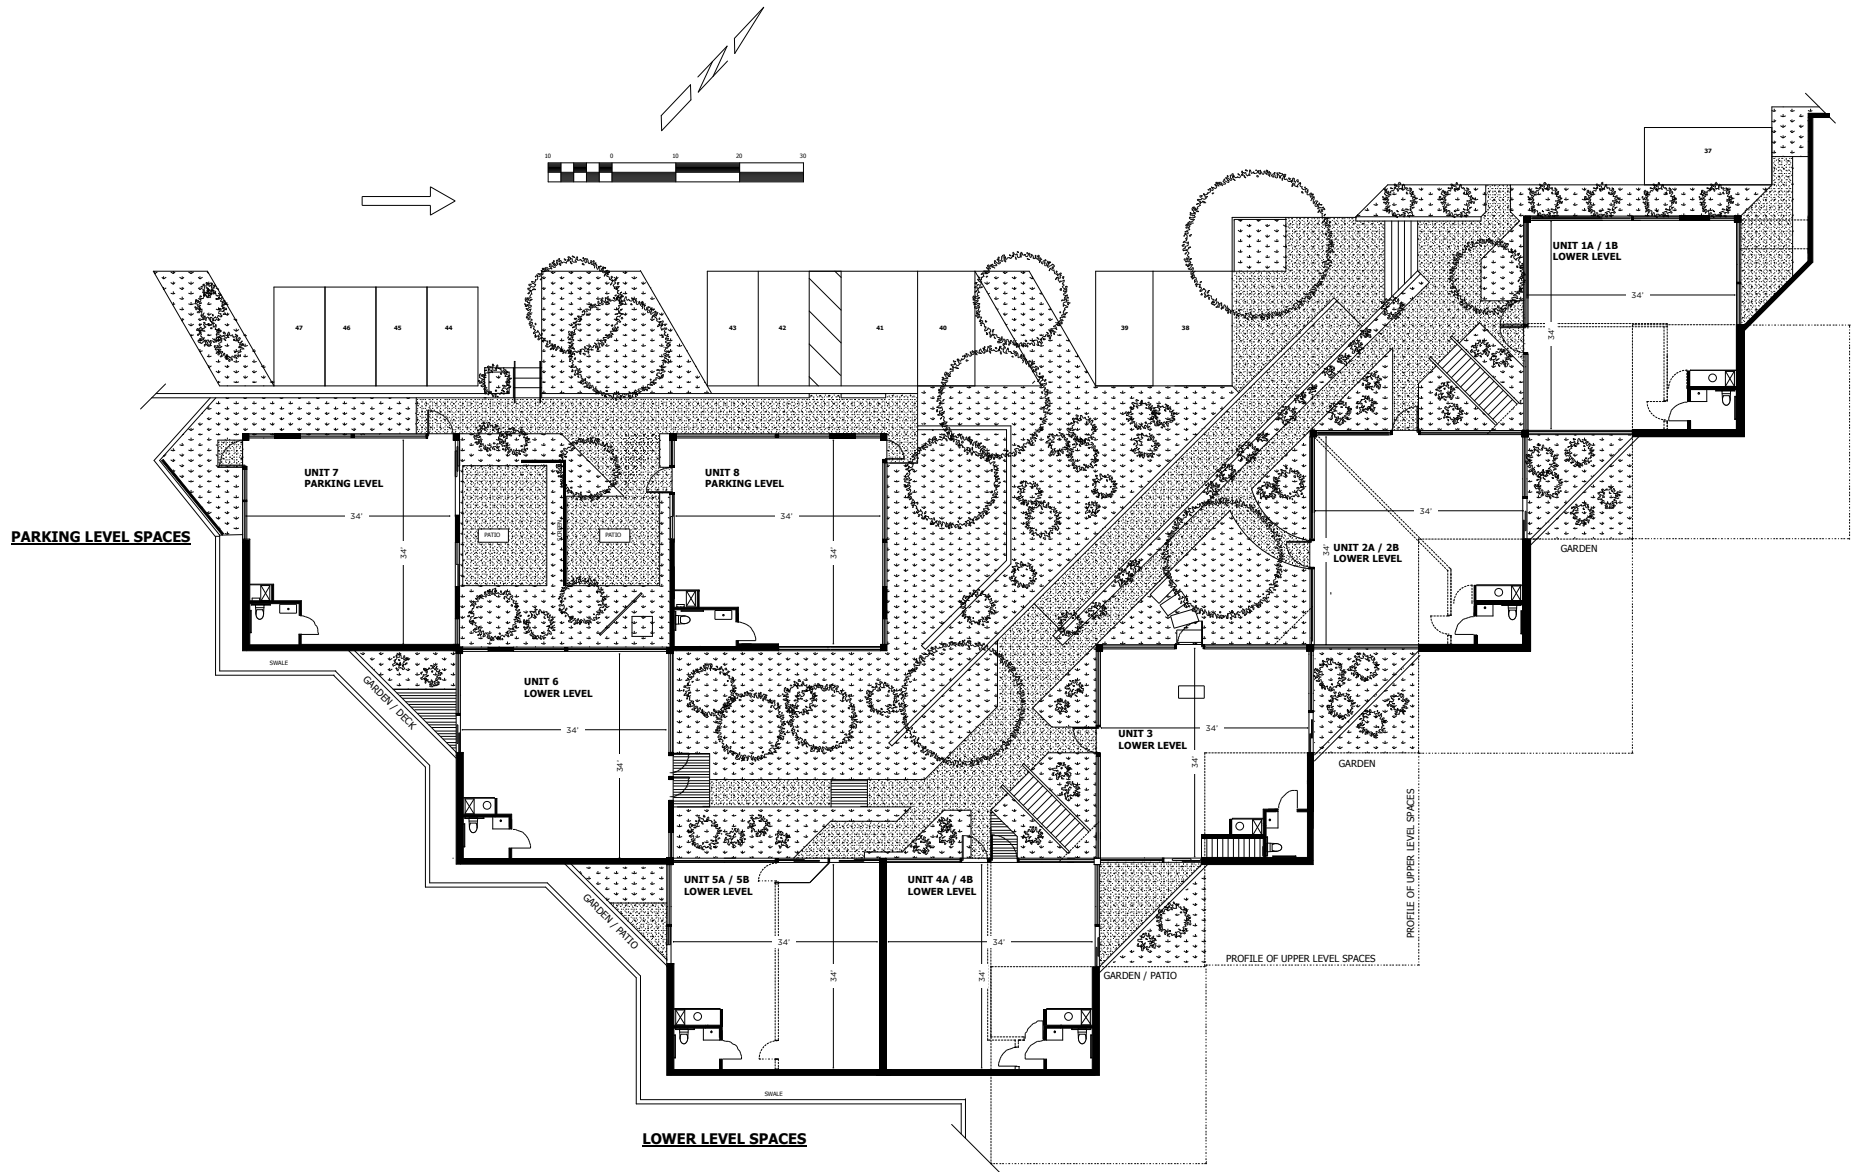 N
10 0 10 20 30
37
UNIT 1A / 1B
LOWER LEVEL
34'
34'
47 46 45 44
43 42 41 40
39 38
UNIT 7
PARKING LEVEL
34'
34'
PATIO
PATIO
UNIT 8
PARKING LEVEL
34'
34'
PARKING LEVEL SPACES
34'
34'
UNIT 2A / 2B
LOWER LEVEL
GARDEN
SWALE
GARDEN / DECK
UNIT 6
LOWER LEVEL
34'
34'
34'
34'
UNIT 3
LOWER LEVEL
GARDEN
PROFILE OF UPPER LEVEL SPACES
GARDEN / PATIO
UNIT 5A / 5B
LOWER LEVEL
34'
34'
UNIT 4A / 4B
LOWER LEVEL
34'
34'
GARDEN / PATIO
PROFILE OF UPPER LEVEL SPACES
SWALE
LOWER LEVEL SPACES